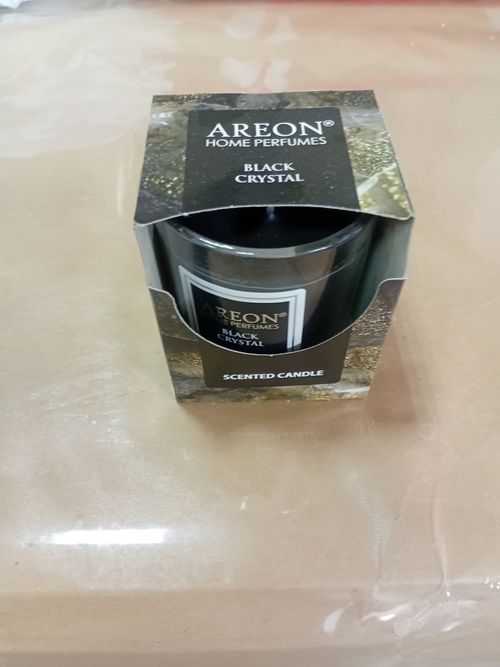 AREON®
HOME PERFUMES
BLACK
CRYSTAL
AREON®
HOME PERFUMES
BLACK
CRYSTAL
SCENTED CANDLE